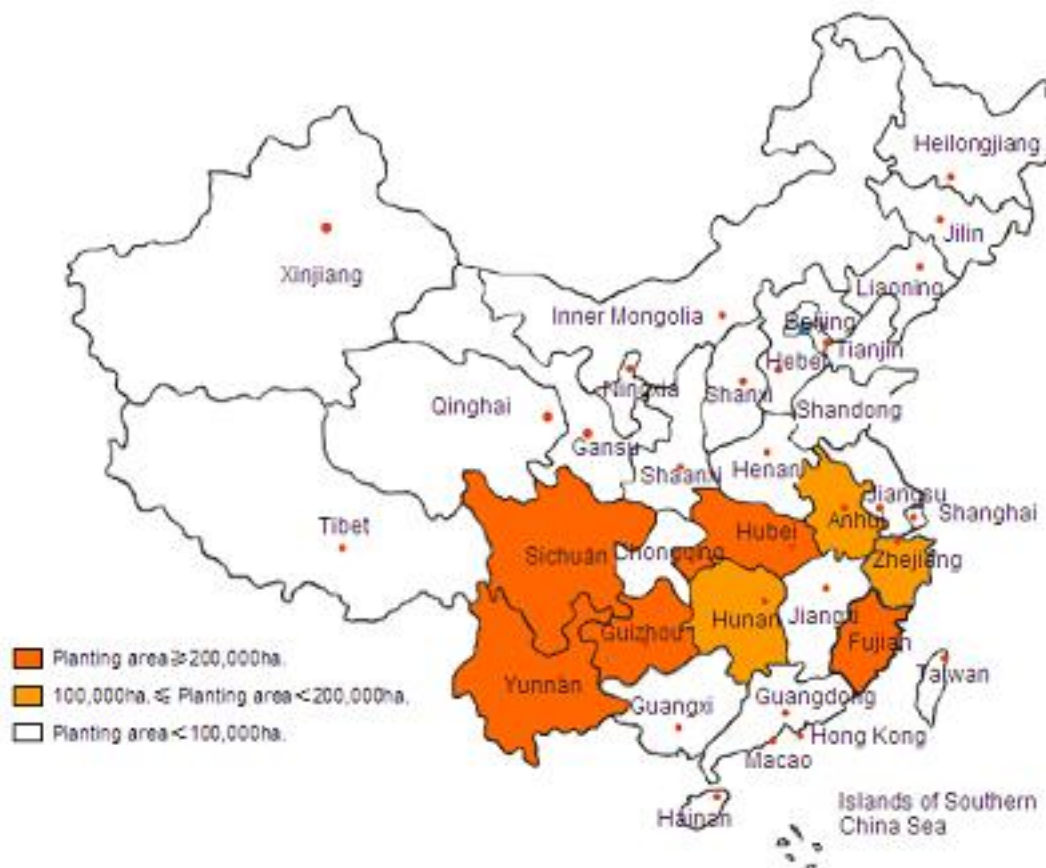 Heilongjiang
Jilin
Xinjiang
Liaoning
Inner Mongolia
Beijing
Tianjin
Hebei
Ningxia
Shanxi
Qinghai
Shandong
Gansu
Shaanxi
Henan
Jiangsu
Shanghai
Tibet
Anhui
Hubei
Sichuan
Chongqing
Zhejiang
Hunan
Jiangxi
Guizhou
Fujian
Planting area ≥ 200,000ha.
Taiwan
Yunnan
100,000ha. ≤ Planting area < 200,000ha.
Guangdong
Guangxi
Planting area < 100,000ha.
Hong Kong
Macao
Hainan
Islands of Southern
China Sea